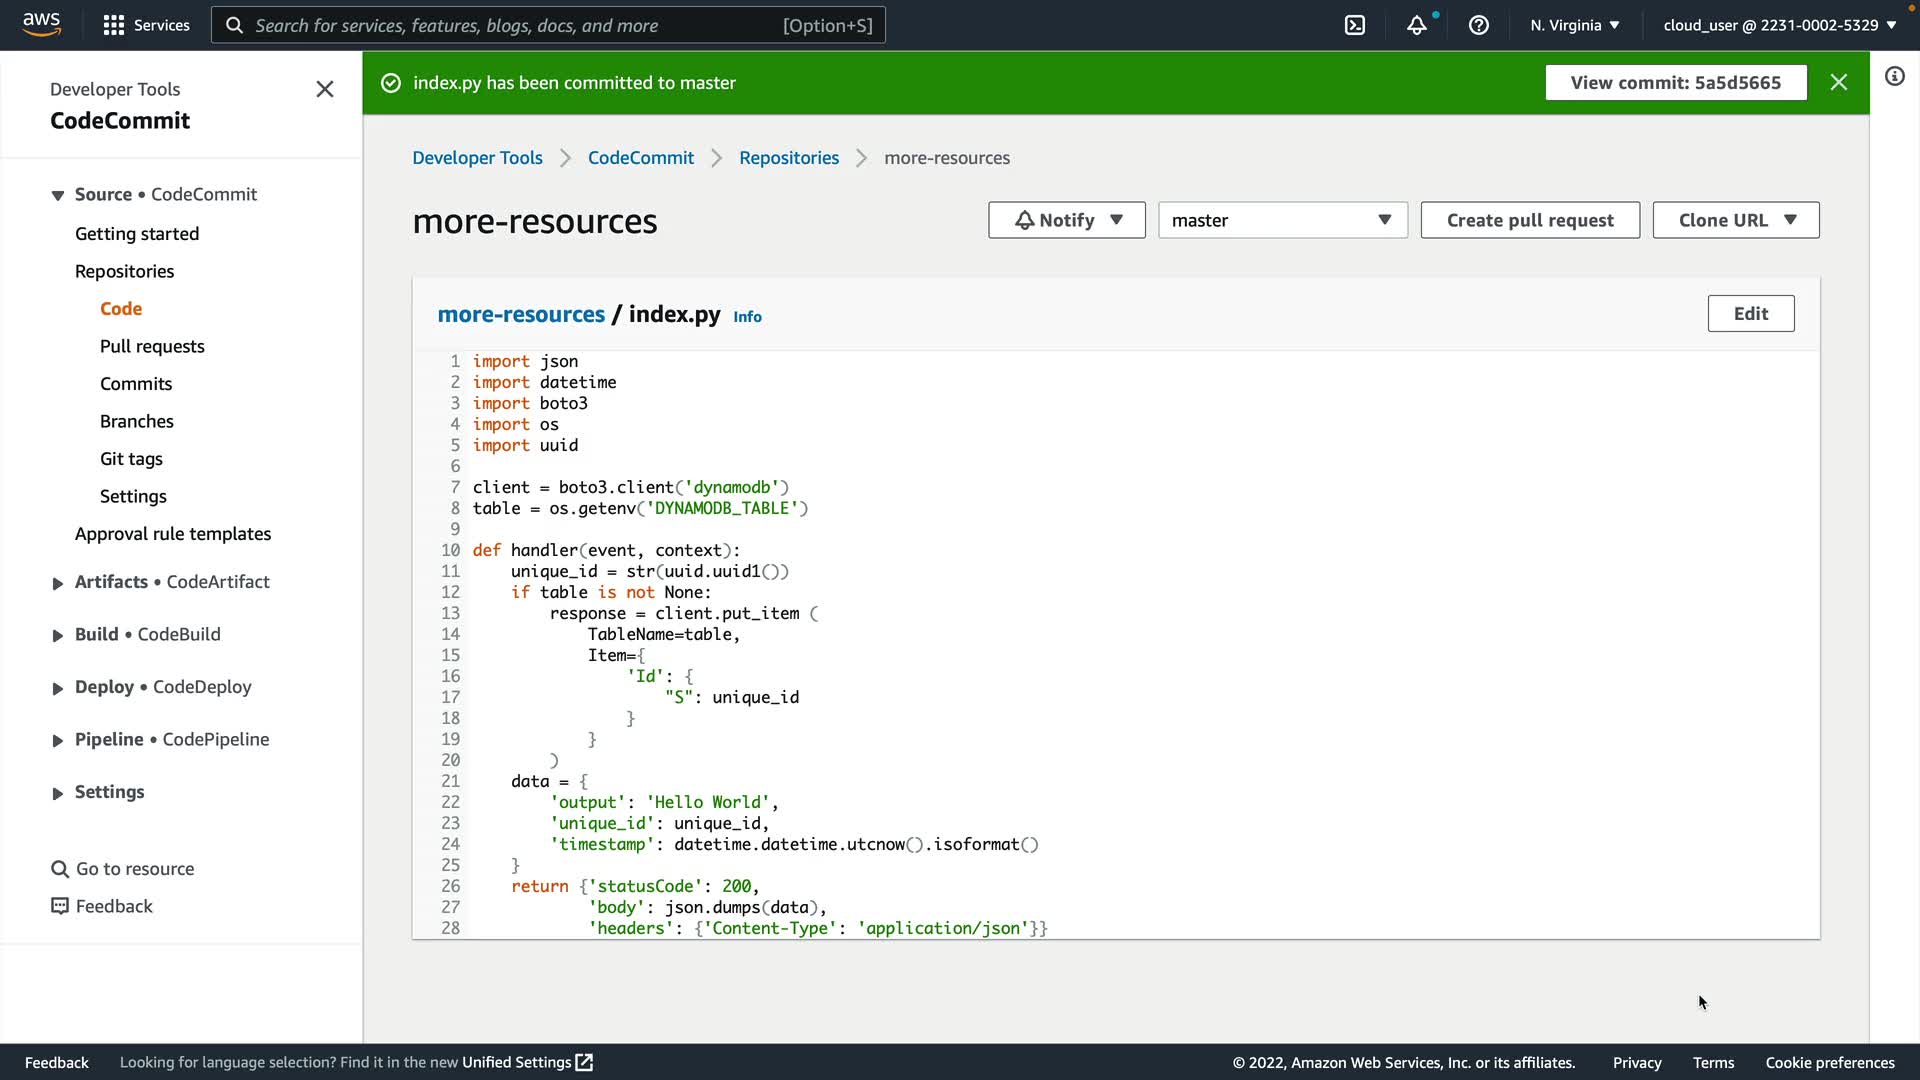 aws Services Search for services, features, blogs, docs, and more [Option+S] N. Virginia cloud_user @ 2231-0002-5329
Developer Tools
CodeCommit
Source • CodeCommit
Getting started
Repositories
Code
Pull requests
Commits
Branches
Git tags
Settings
Approval rule templates
Artifacts • CodeArtifact
Build • CodeBuild
Deploy • CodeDeploy
Pipeline • CodePipeline
Settings
Go to resource
Feedback
index.py has been committed to master View commit: 5a5d5665
Developer Tools CodeCommit Repositories more-resources
more-resources Notify master Create pull request Clone URL
more-resources / index.py Info Edit
1 import json
2 import datetime
3 import boto3
4 import os
5 import uuid
6
7 client = boto3.client('dynamodb')
8 table = os.getenv('DYNAMODB_TABLE')
9
10 def handler(event, context):
11     unique_id = str(uuid.uuid1())
12     if table is not None:
13         response = client.put_item (
14             TableName=table,
15             Item={
16                 'Id': {
17                     "S": unique_id
18                 }
19             }
20         )
21     data = {
22         'output': 'Hello World',
23         'unique_id': unique_id,
24         'timestamp': datetime.datetime.utcnow().isoformat()
25     }
26     return {'statusCode': 200,
27             'body': json.dumps(data),
28             'headers': {'Content-Type': 'application/json'}}
Feedback Looking for language selection? Find it in the new Unified Settings © 2022, Amazon Web Services, Inc. or its affiliates. Privacy Terms Cookie preferences